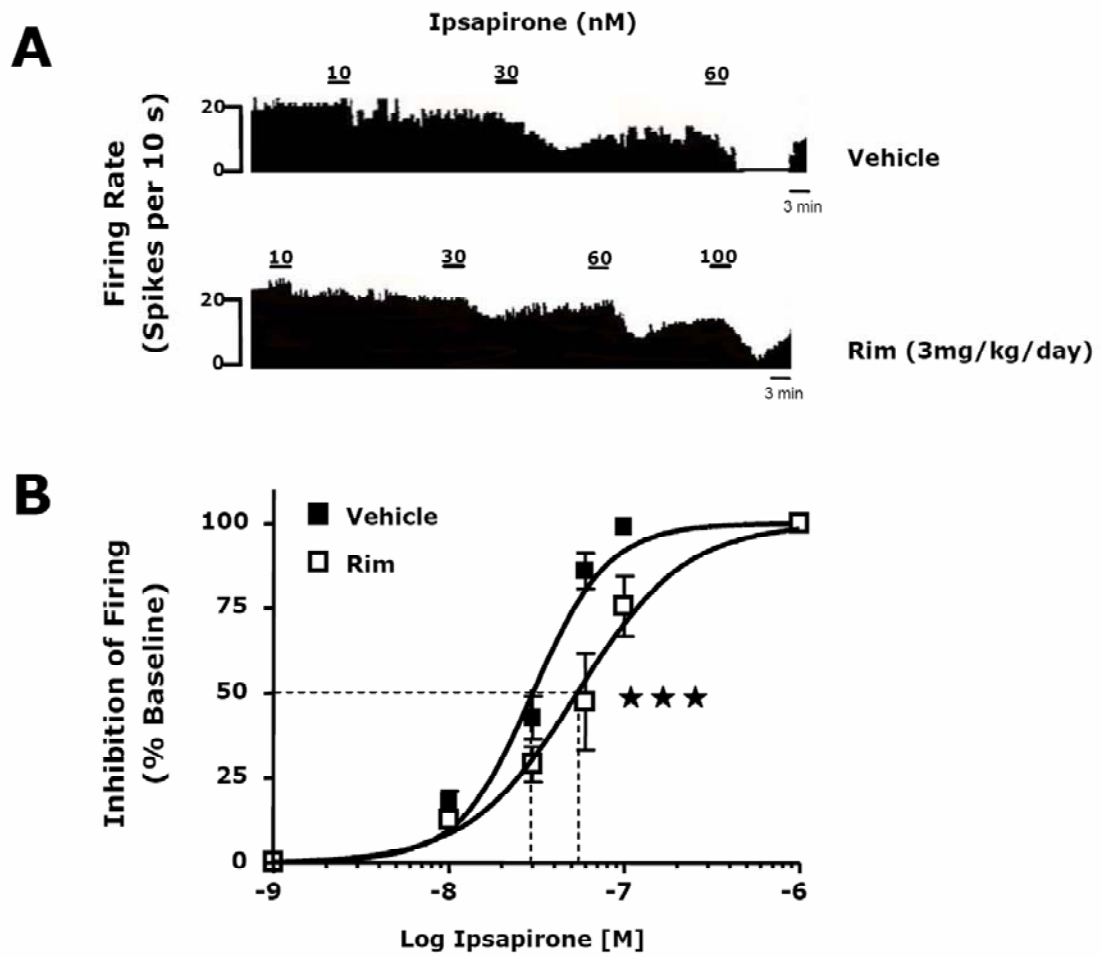 A
Ipsapirone (nM)
10 30 60
Firing Rate
(Spikes per 10 s)
20
0
Vehicle
3 min
10 30 60 100
20
0
Rim (3mg/kg/day)
3 min
B
Inhibition of Firing
(% Baseline)
Vehicle
Rim
100
75
50
25
0
-9 -8 -7 -6
Log Ipsapirone [M]